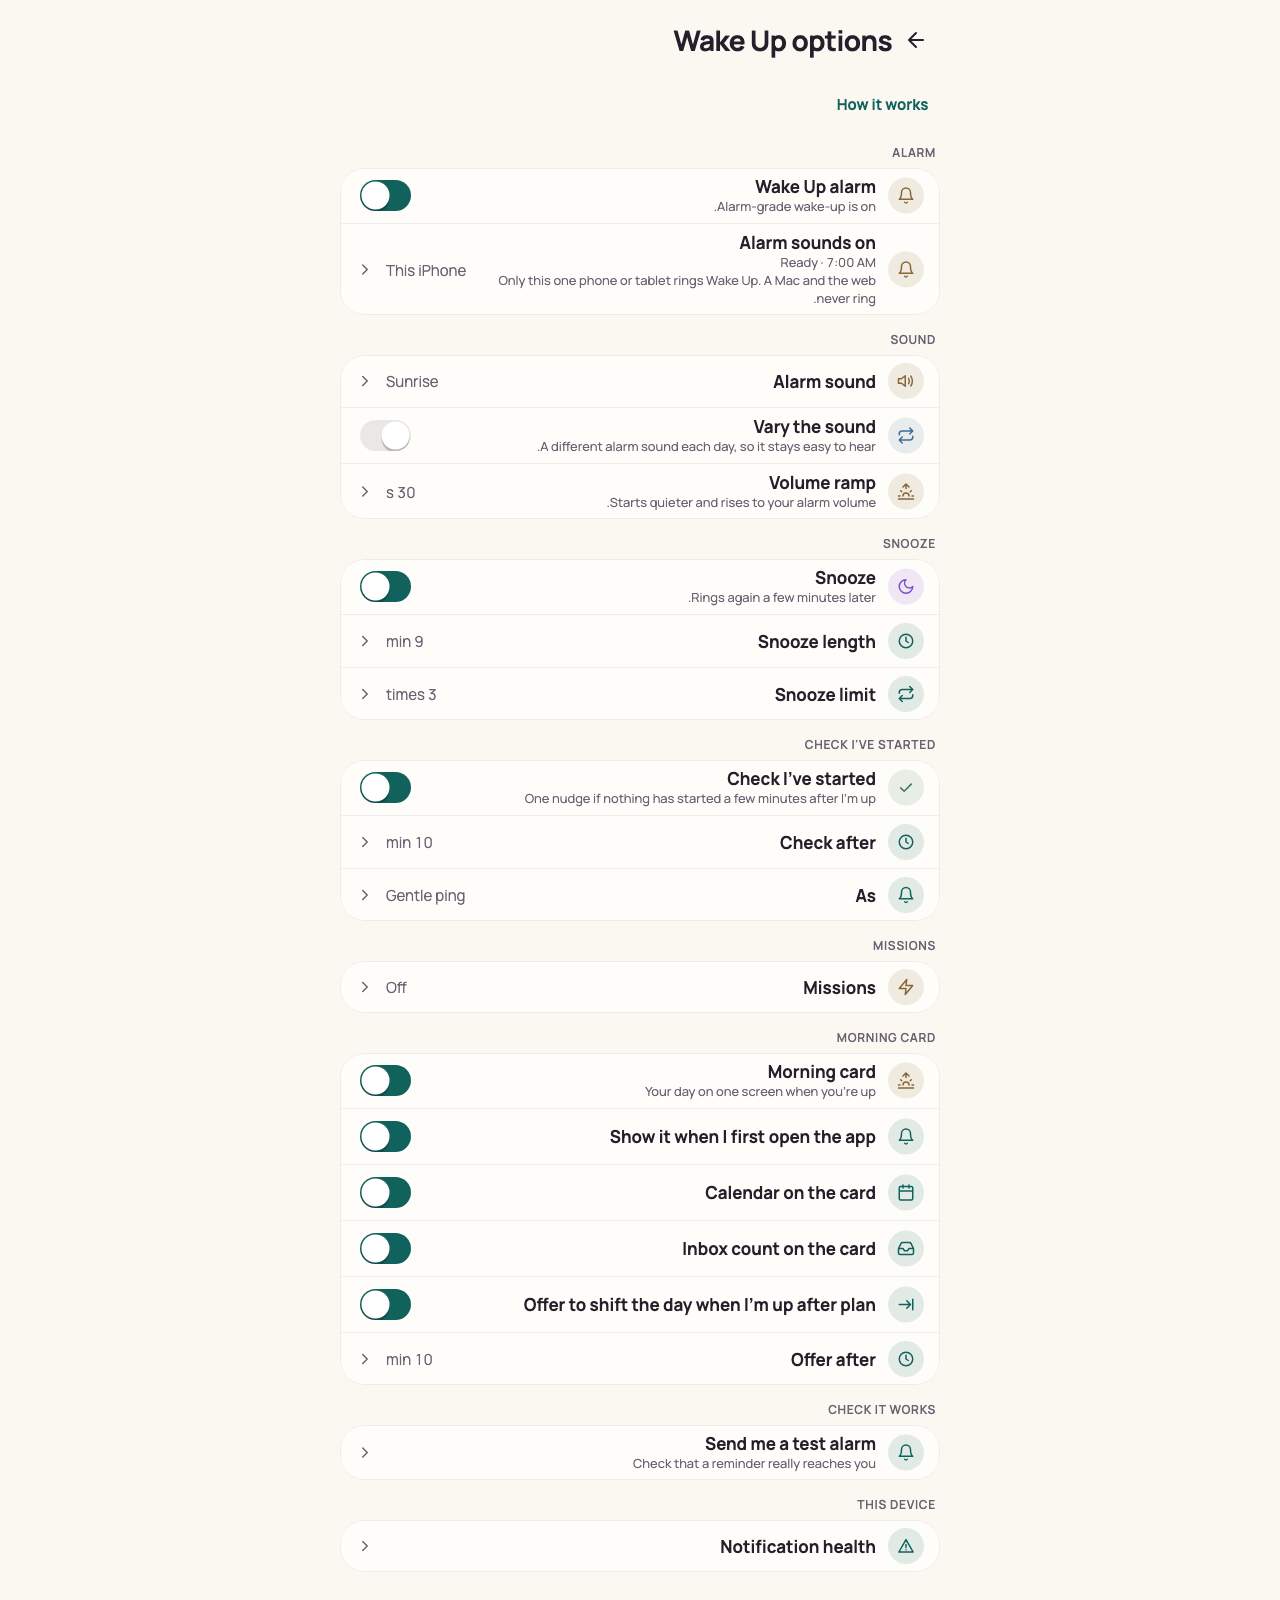 Wake Up options
How it works
ALARM
Wake Up alarm
.Alarm-grade wake-up is on
Alarm sounds on
Ready · 7:00 AM
Only this one phone or tablet rings Wake Up. A Mac and the web
.never ring
This iPhone
SOUND
Alarm sound
Sunrise
Vary the sound
.A different alarm sound each day, so it stays easy to hear
Volume ramp
.Starts quieter and rises to your alarm volume
s 30
SNOOZE
Snooze
.Rings again a few minutes later
Snooze length
min 9
Snooze limit
times 3
CHECK I'VE STARTED
Check I've started
One nudge if nothing has started a few minutes after I'm up
Check after
min 10
As
Gentle ping
MISSIONS
Missions
Off
MORNING CARD
Morning card
Your day on one screen when you're up
Show it when I first open the app
Calendar on the card
Inbox count on the card
Offer to shift the day when I'm up after plan
Offer after
min 10
CHECK IT WORKS
Send me a test alarm
Check that a reminder really reaches you
THIS DEVICE
Notification health